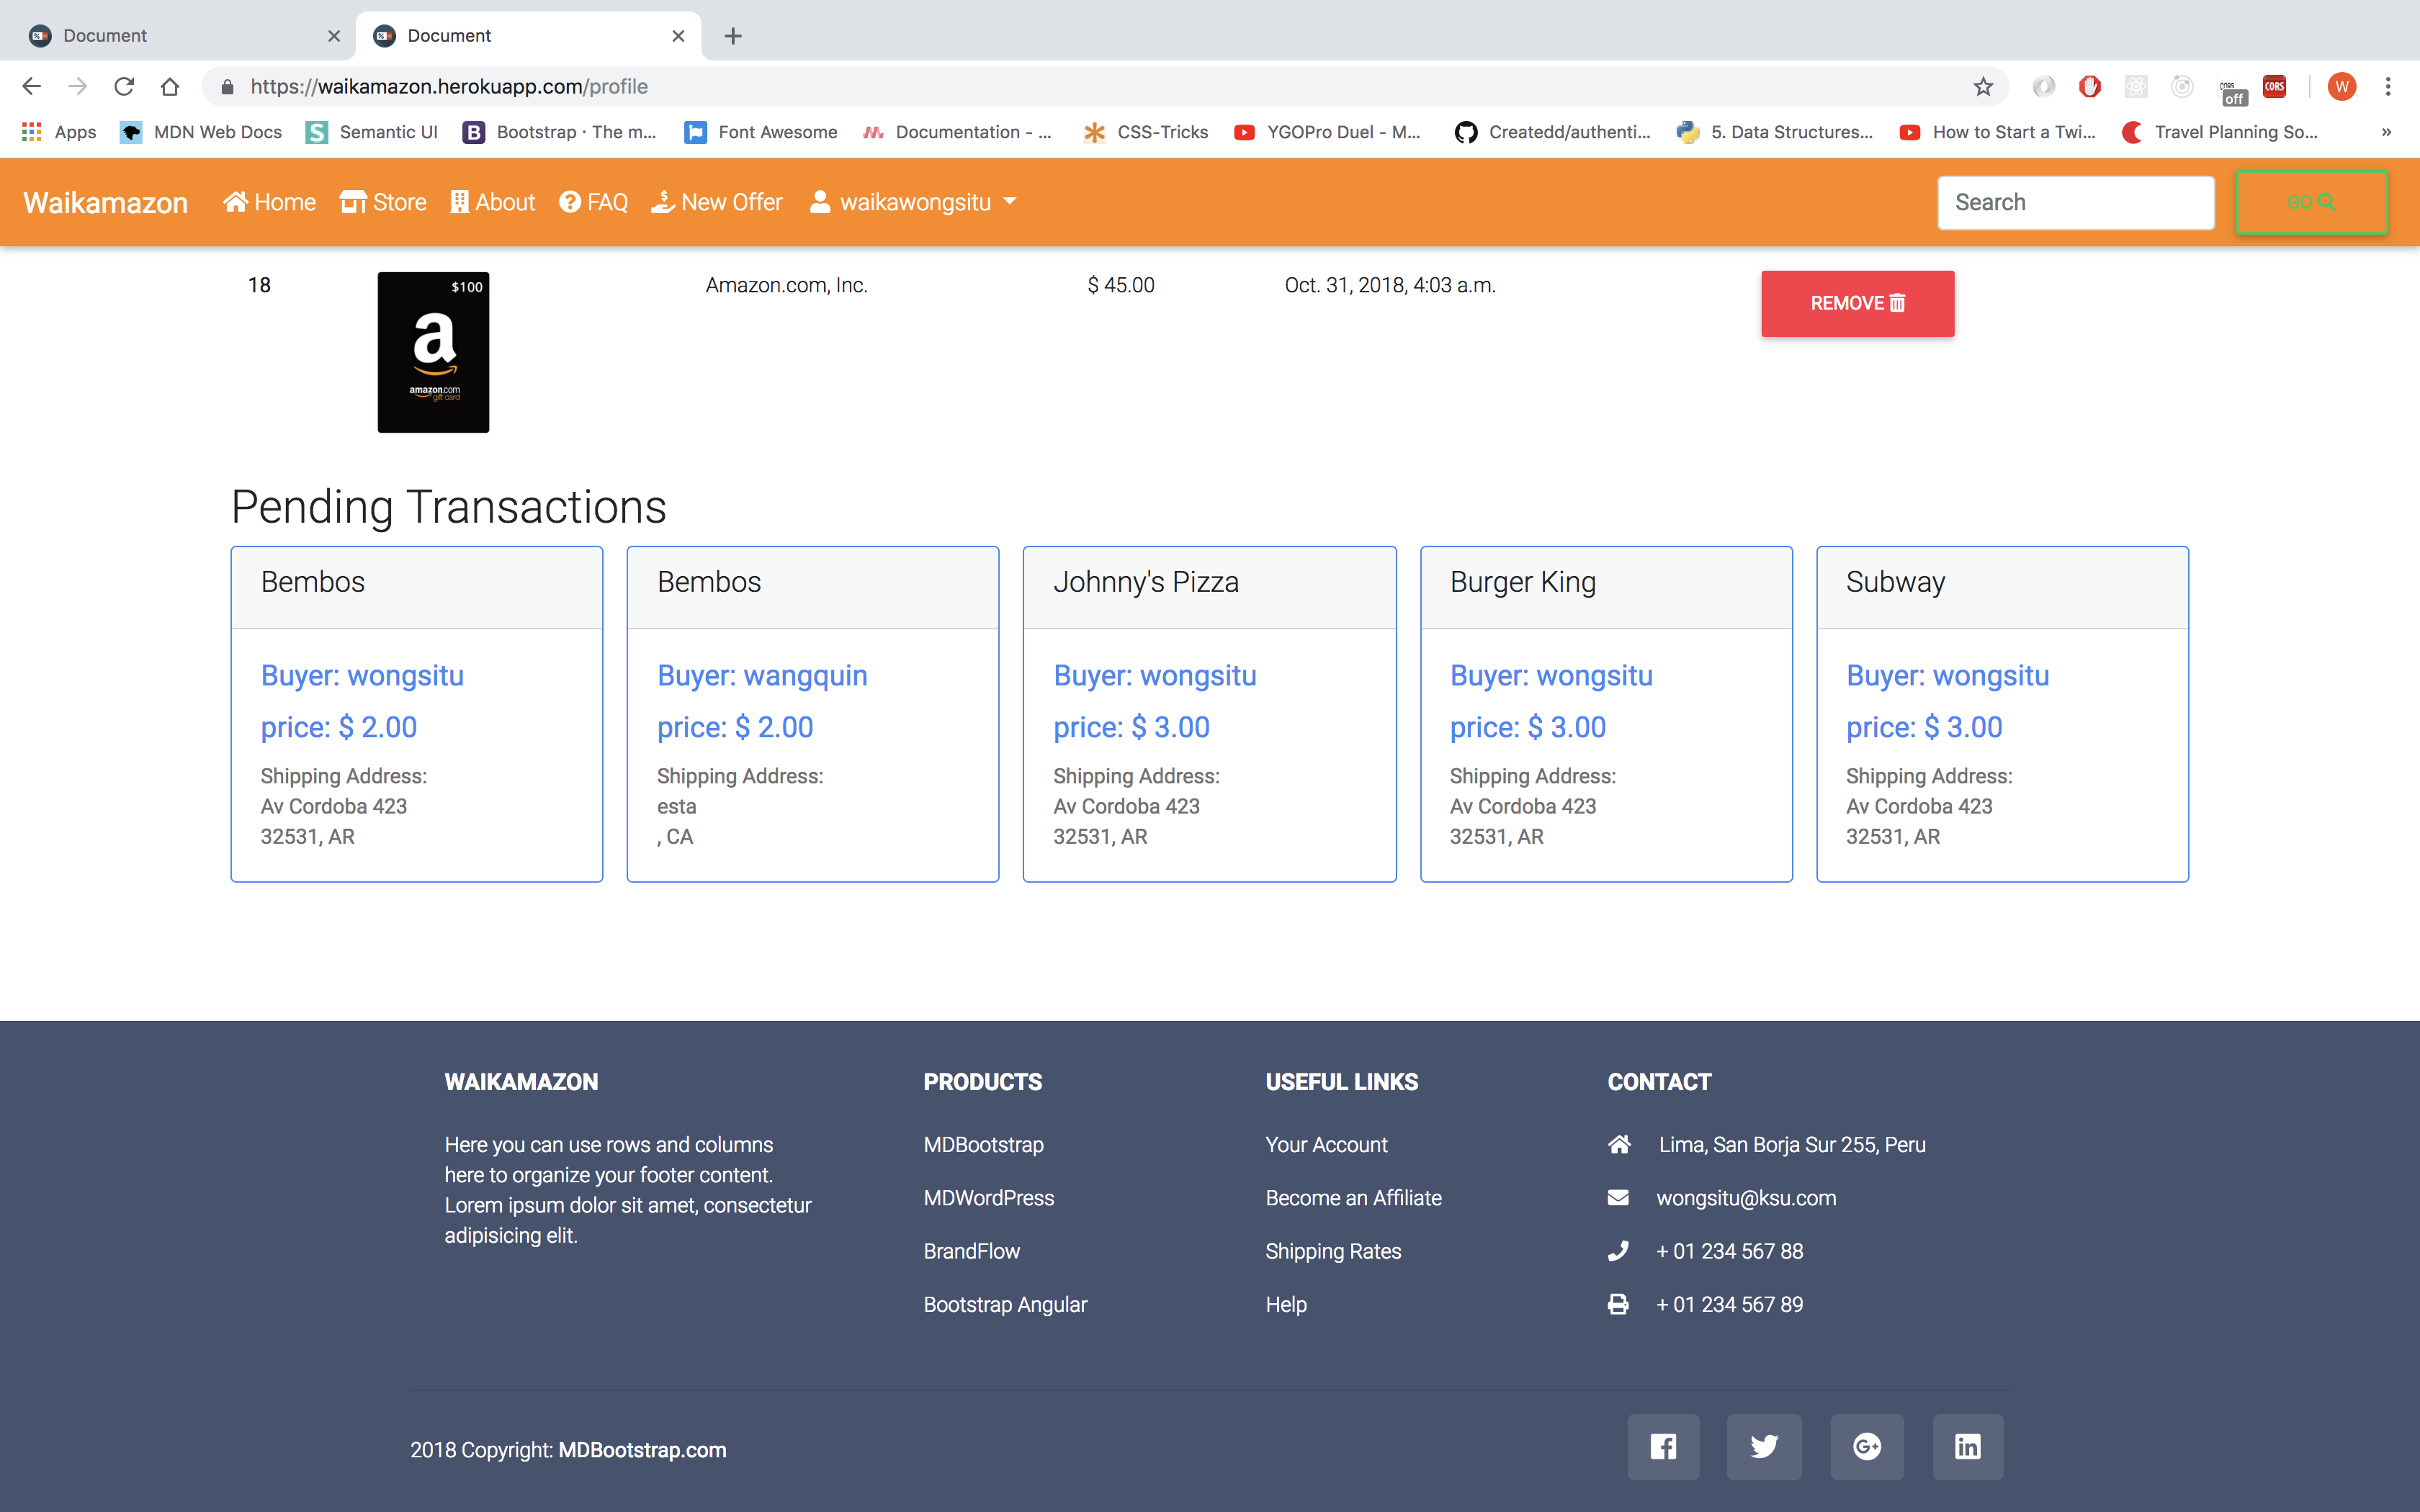 Document
Document
https://waikamazon.herokuapp.com/profile
off
CORS
W
Apps
MDN Web Docs
Semantic UI
Bootstrap · The m...
Font Awesome
Documentation - ...
CSS-Tricks
YGOPro Duel - M...
Createdd/authenti...
5. Data Structures...
How to Start a Twi...
Travel Planning So...
»
Waikamazon
Home
Store
About
FAQ
New Offer
waikawongsitu
Search
GO
18
$100
a
amazon.com
gift card
Amazon.com, Inc.
$ 45.00
Oct. 31, 2018, 4:03 a.m.
REMOVE
Pending Transactions
Bembos
Buyer: wongsitu
price: $ 2.00
Shipping Address:
Av Cordoba 423
32531, AR
Bembos
Buyer: wangquin
price: $ 2.00
Shipping Address:
esta
, CA
Johnny's Pizza
Buyer: wongsitu
price: $ 3.00
Shipping Address:
Av Cordoba 423
32531, AR
Burger King
Buyer: wongsitu
price: $ 3.00
Shipping Address:
Av Cordoba 423
32531, AR
Subway
Buyer: wongsitu
price: $ 3.00
Shipping Address:
Av Cordoba 423
32531, AR
WAIKAMAZON
Here you can use rows and columns
here to organize your footer content.
Lorem ipsum dolor sit amet, consectetur
adipisicing elit.
PRODUCTS
MDBootstrap
MDWordPress
BrandFlow
Bootstrap Angular
USEFUL LINKS
Your Account
Become an Affiliate
Shipping Rates
Help
CONTACT
Lima, San Borja Sur 255, Peru
wongsitu@ksu.com
+ 01 234 567 88
+ 01 234 567 89
2018 Copyright: MDBootstrap.com